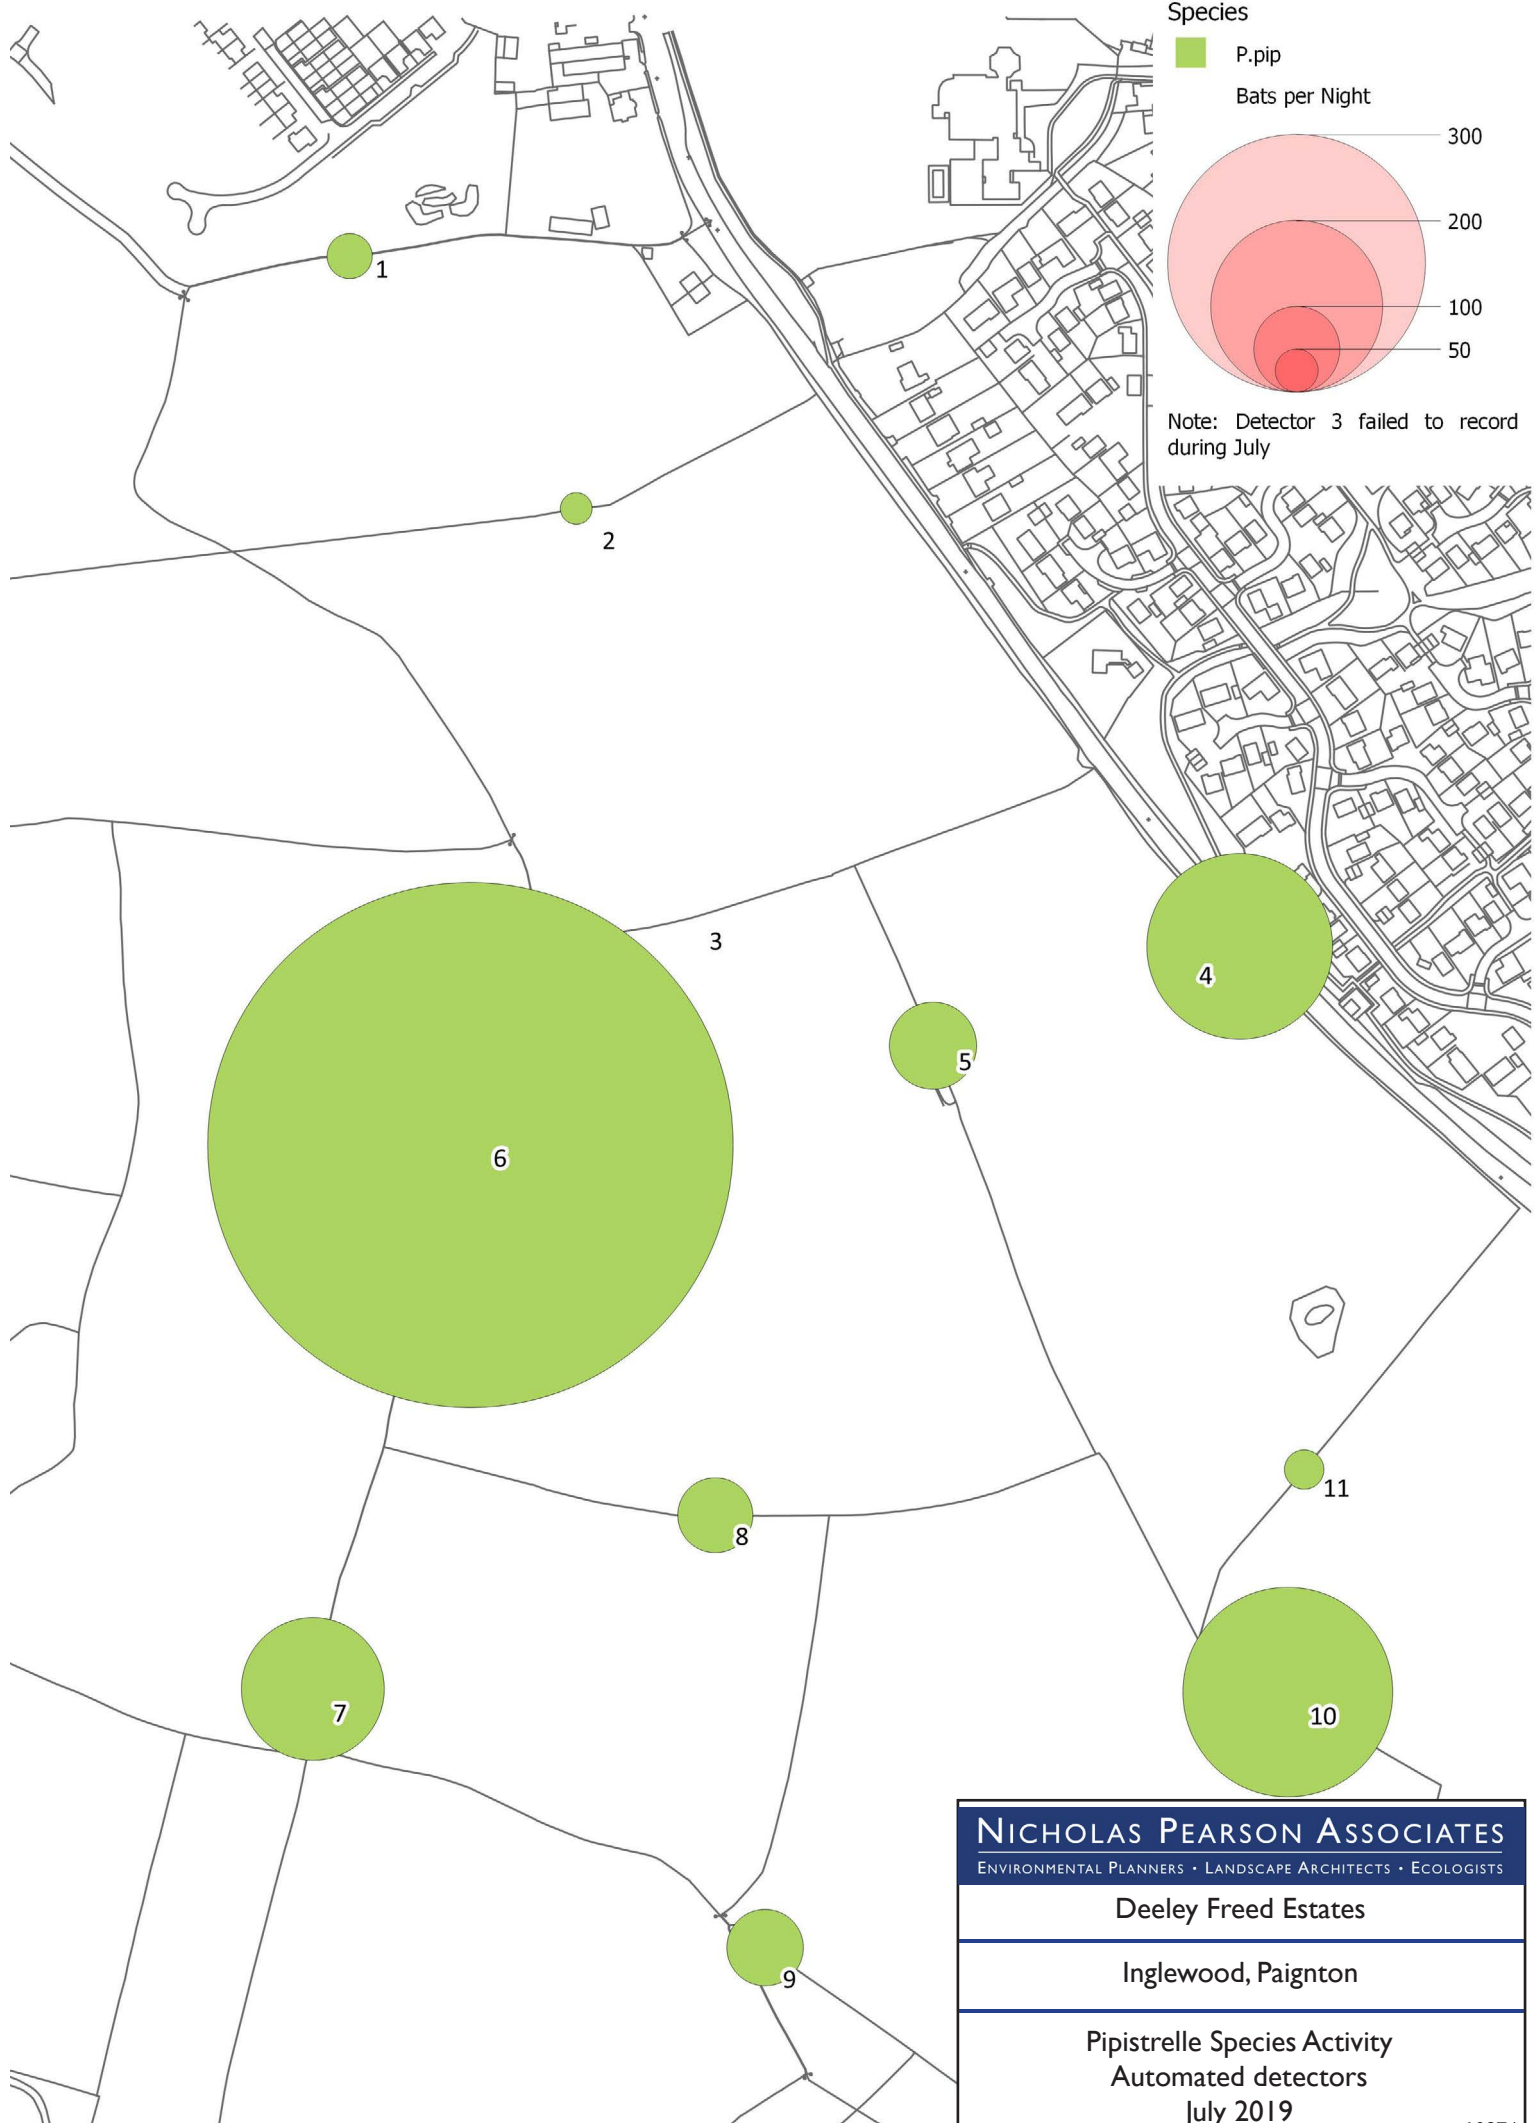 Species
P.pip
Bats per Night
300
200
100
50
Note: Detector 3 failed to record
during July
1
2
3
4
5
6
7
8
9
10
11
NICHOLAS PEARSON ASSOCIATES
ENVIRONMENTAL PLANNERS • LANDSCAPE ARCHITECTS • ECOLOGISTS
Deeley Freed Estates
Inglewood, Paignton
Pipistrelle Species Activity
Automated detectors
July 2019